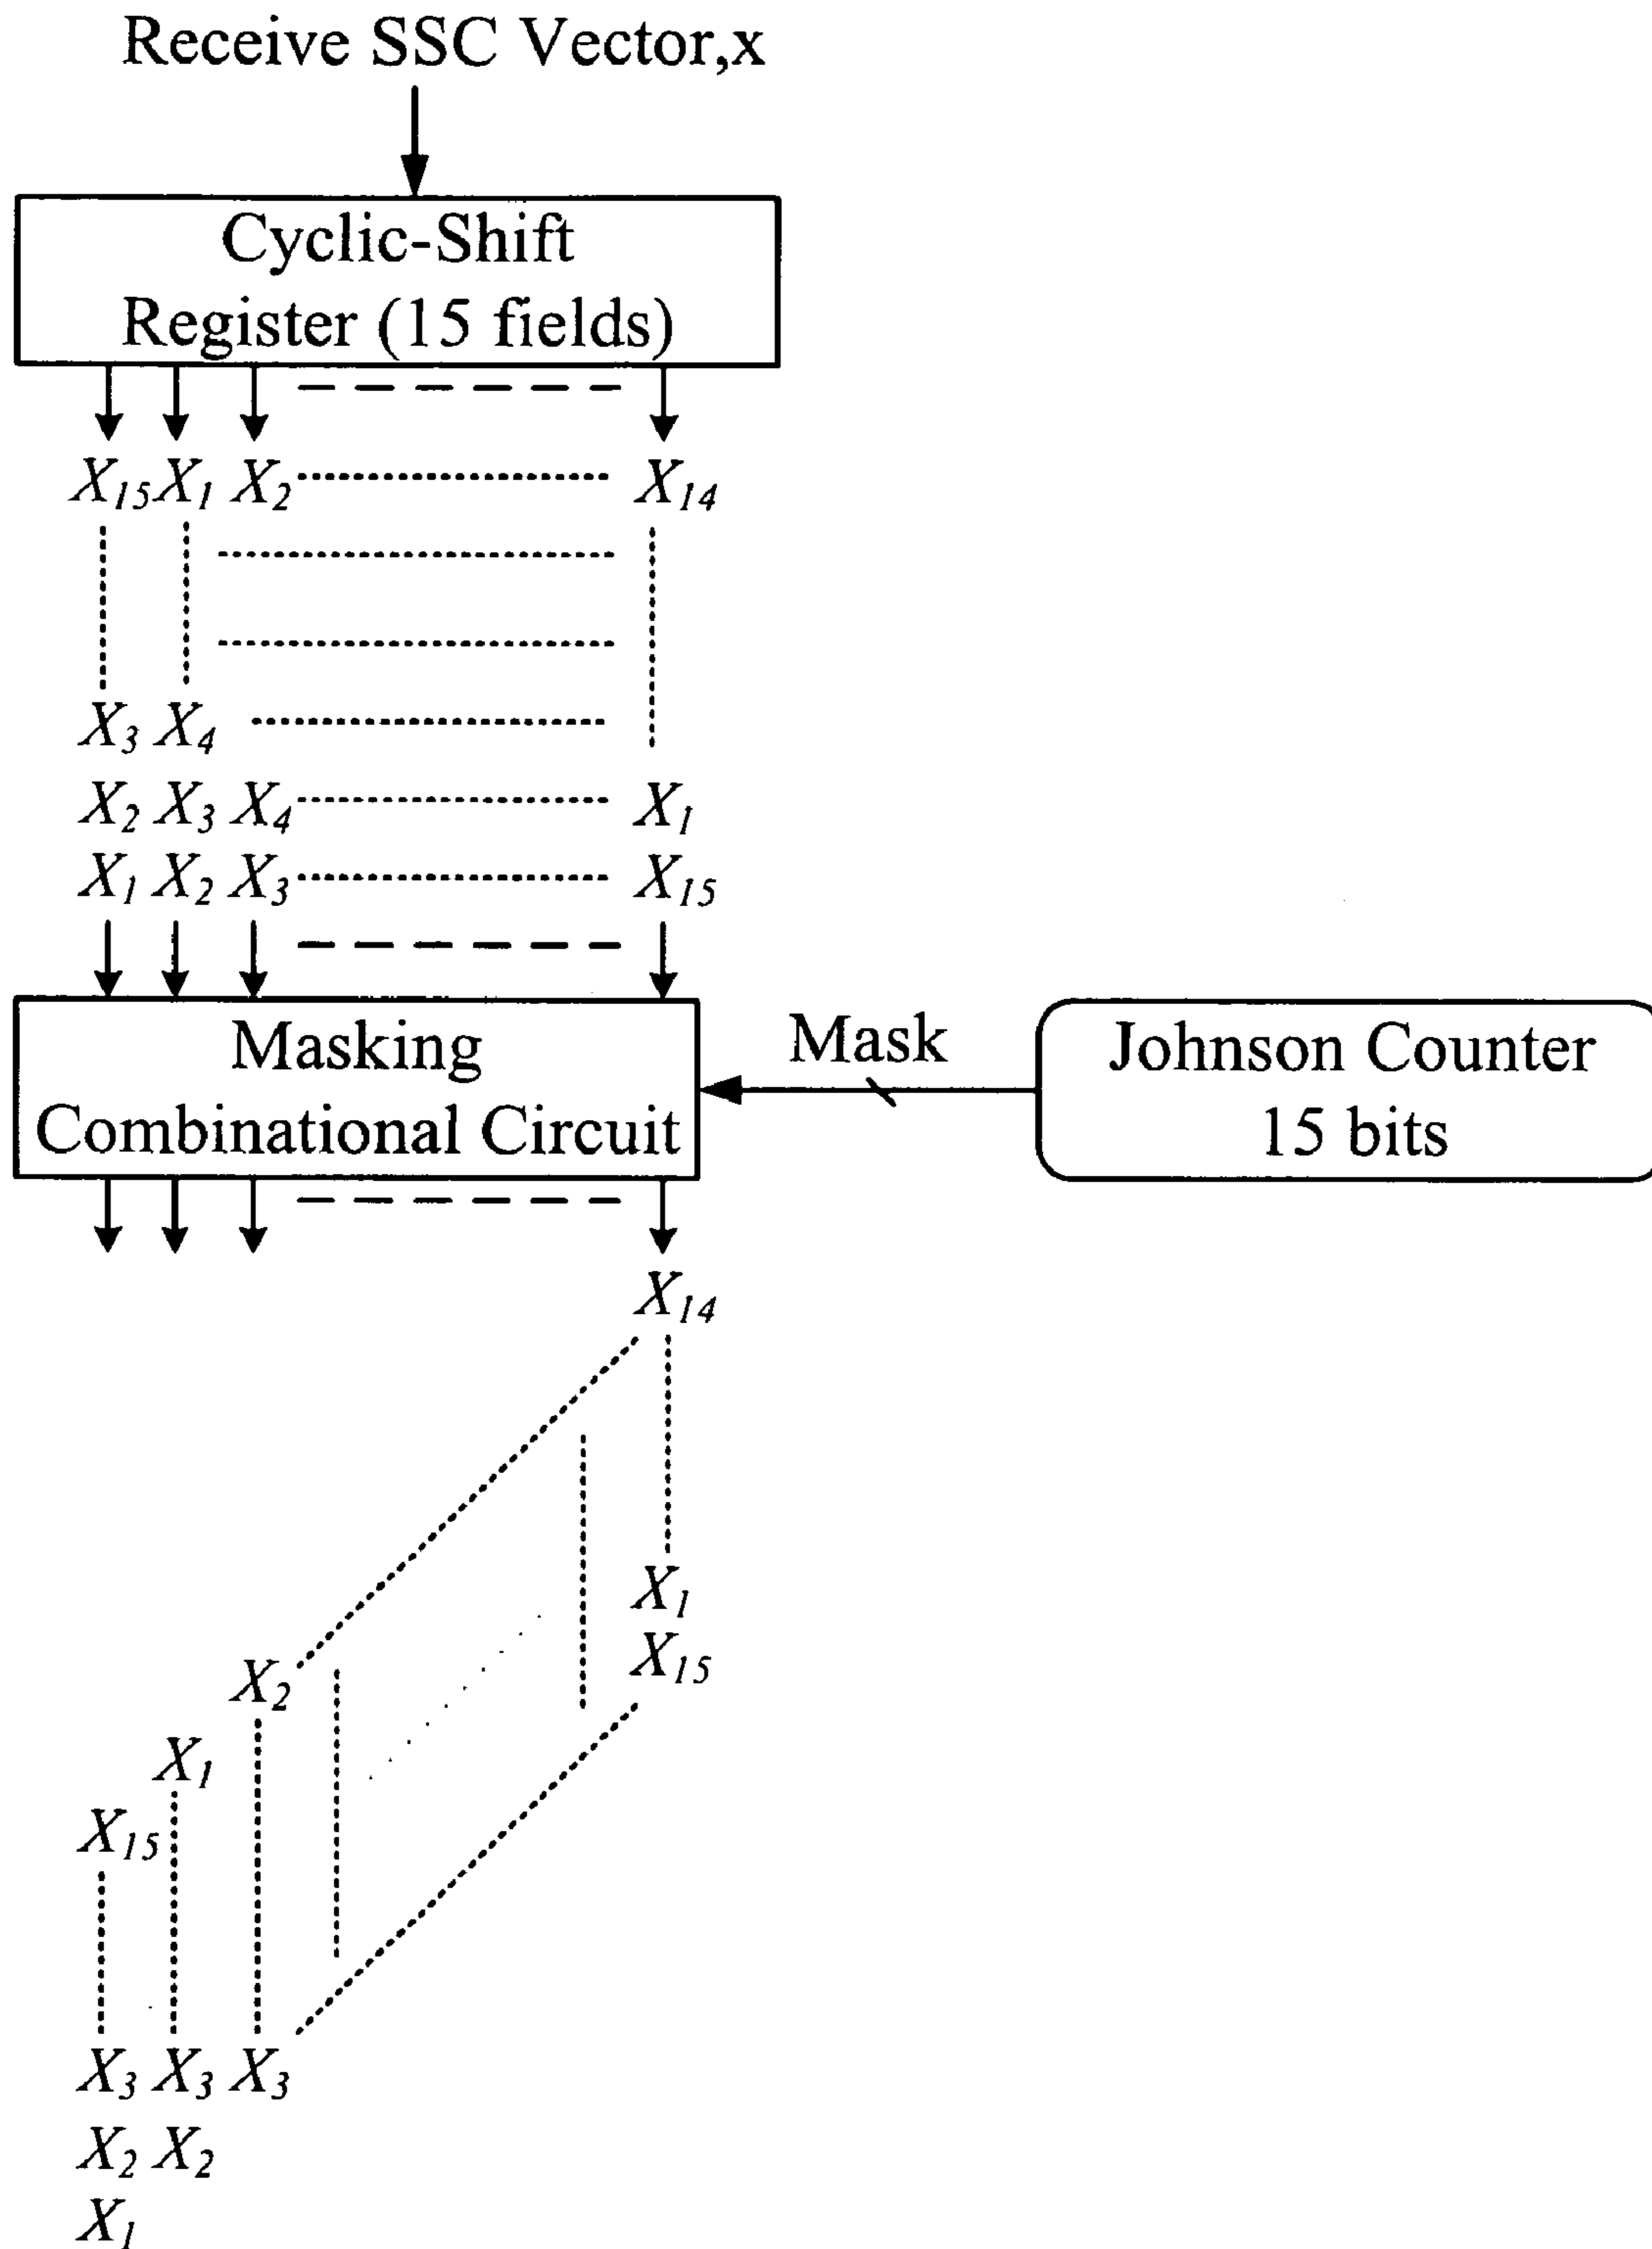 Receive SSC Vector,x
Cyclic-Shift
Register (15 fields)
X15 X1 X2 X14
X3 X4
X2 X3 X4 X1
X1 X2 X3 X15
Masking
Combinational Circuit
Mask
Johnson Counter
15 bits
X14
X1
X15
X2
X1
X15
X3 X3 X3
X2 X2
X1